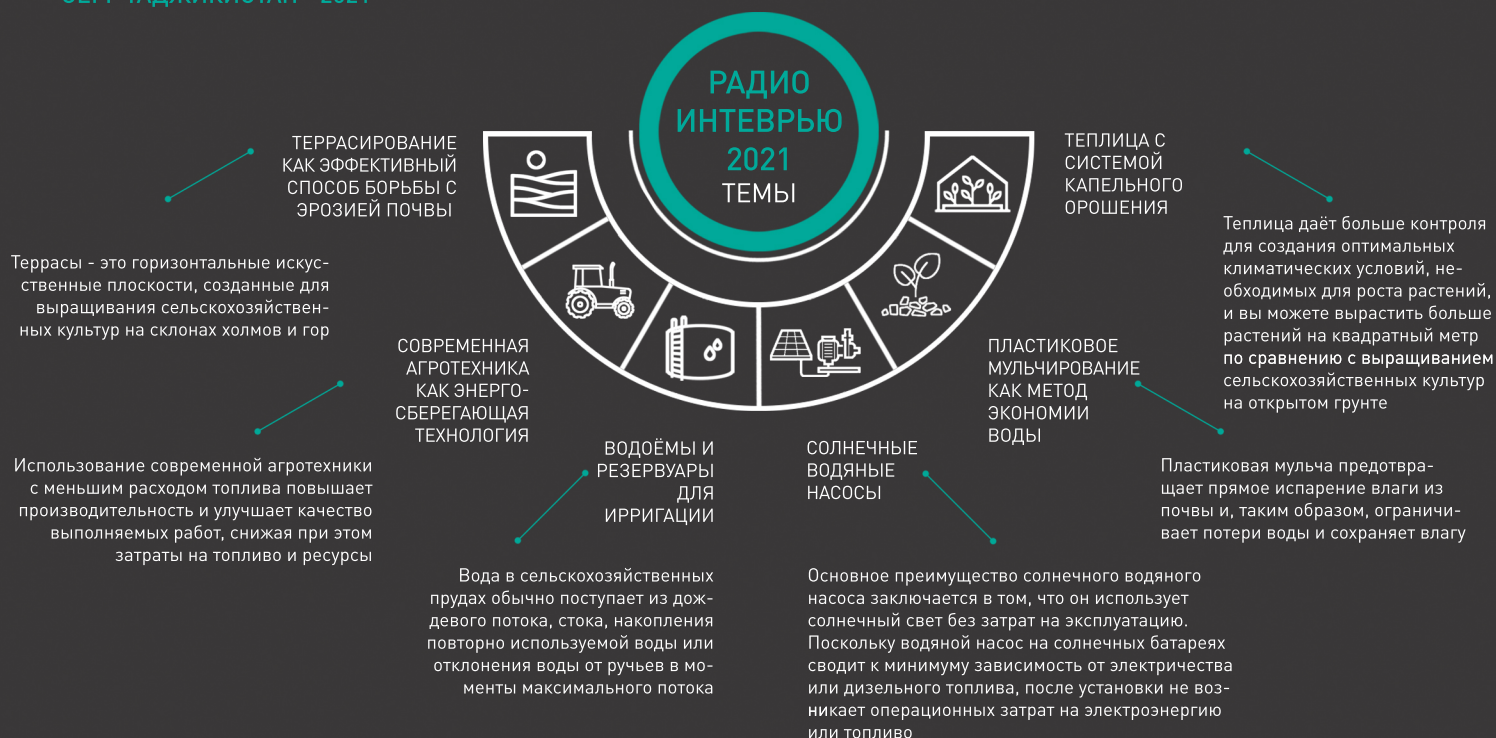 ТАДЖИКИСТАН
2021
РАДИО
ИНТЕВРЬЮ
2021
ТЕМЫ
ТЕРРАСИРОВАНИЕ
КАК ЭФФЕКТИВНЫЙ
СПОСОБ БОРЬБЫ С
ЭРОЗИЕЙ ПОЧВЫ
Террасы - это горизонтальные искус-
ственные плоскости, созданные для
выращивания сельскохозяйствен-
ных культур на склонах холмов и гор
СОВРЕМЕННАЯ
АГРОТЕХНИКА
КАК ЭНЕРГО-
СБЕРЕГАЮЩАЯ
ТЕХНОЛОГИЯ
Использование современной агротехники
с меньшим расходом топлива повышает
производительность и улучшает качество
выполняемых работ, снижая при этом
затраты на топливо и ресурсы
ВОДОЁМЫ И
РЕЗЕРВУАРЫ
ДЛЯ
ИРРИГАЦИИ
Вода в сельскохозяйственных
прудах обычно поступает из дож-
девого потока, стока, накопления
повторно используемой воды или
отклонения воды от ручьев в мо-
менты максимального потока
СОЛНЕЧНЫЕ
ВОДЯНЫЕ
НАСОСЫ
Основное преимущество солнечного водяного
насоса заключается в том, что он использует
солнечный свет без затрат на эксплуатацию.
Поскольку водяной насос на солнечных батареях
сводит к минимуму зависимость от электричества
или дизельного топлива, после установки не воз-
никает операционных затрат на электроэнергию
или топливо
ПЛАСТИКОВОЕ
МУЛЬЧИРОВАНИЕ
КАК МЕТОД
ЭКОНОМИИ
ВОДЫ
Пластиковая мульча предотвра-
щает прямое испарение влаги из
почвы и, таким образом, ограничи-
вает потери воды и сохраняет влагу
ТЕПЛИЦА С
СИСТЕМОЙ
КАПЕЛЬНОГО
ОРОШЕНИЯ
Теплица даёт больше контроля
для создания оптимальных
климатических условий, не-
обходимых для роста растений,
и вы можете вырастить больше
растений на квадратный метр
по сравнению с выращиванием
сельскохозяйственных культур
на открытом грунте